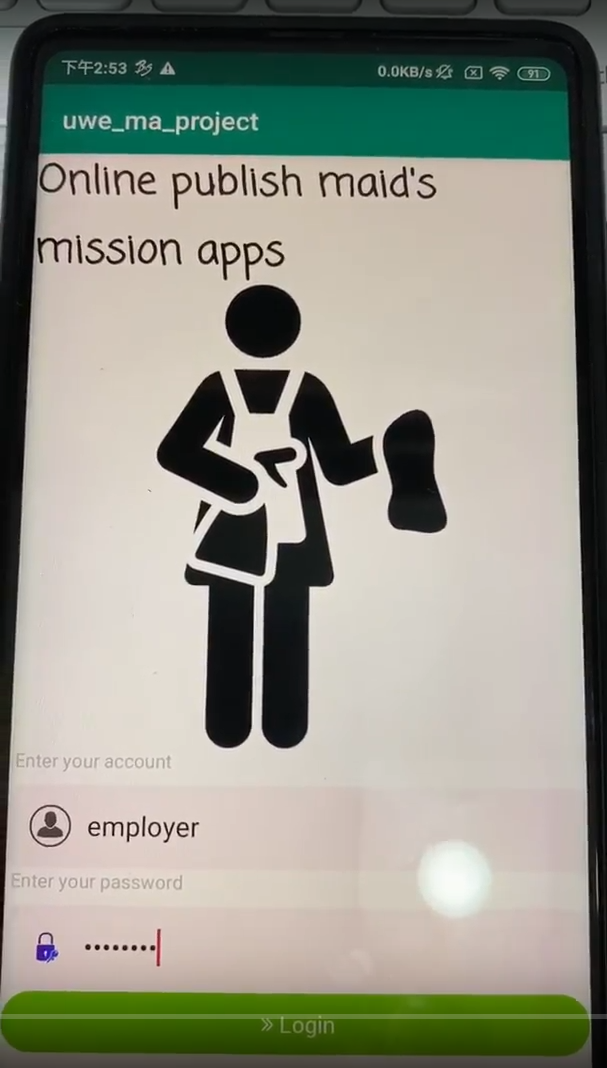 下午2:53
0.0KB/s
91
uwe_ma_project
Online publish maid's
mission apps
Enter your account
employer
Enter your password
••••••••
» Login